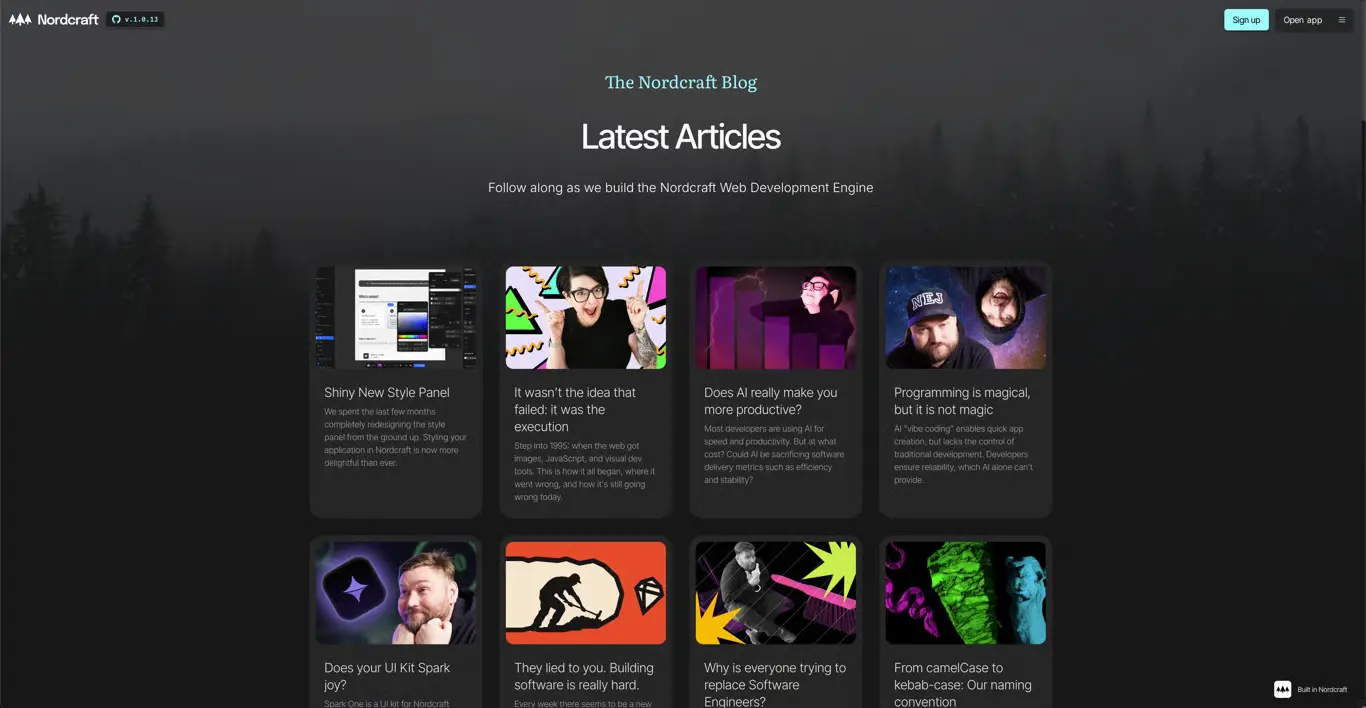 Nordcraft
v.1.0.13
Sign up
Open app
The Nordcraft Blog
Latest Articles
Follow along as we build the Nordcraft Web Development Engine
NEJ
Shiny New Style Panel
We spent the last few months
completely redesigning the style
panel from the ground up. Styling your
application in Nordcraft is now more
delightful than ever.
It wasn't the idea that
failed: it was the
execution
Step into 1995: when the web got
images, JavaScript, and visual dev
tools. This is how it all began, where it
went wrong, and how it's still going
wrong today.
Does AI really make you
more productive?
Most developers are using AI for
speed and productivity. But at what
cost? Could AI be sacrificing software
delivery metrics such as efficiency
and stability?
Programming is magical,
but it is not magic
AI "vibe coding" enables quick app
creation, but lacks the control of
traditional development. Developers
ensure reliability, which AI alone can't
provide.
Does your UI Kit Spark
joy?
Spark One is a UI kit for Nordcraft
They lied to you. Building
software is really hard.
Every week there seems to be a new
Why is everyone trying to
replace Software
Engineers?
From camelCase to
kebab-case: Our naming
convention
Built in Nordcraft